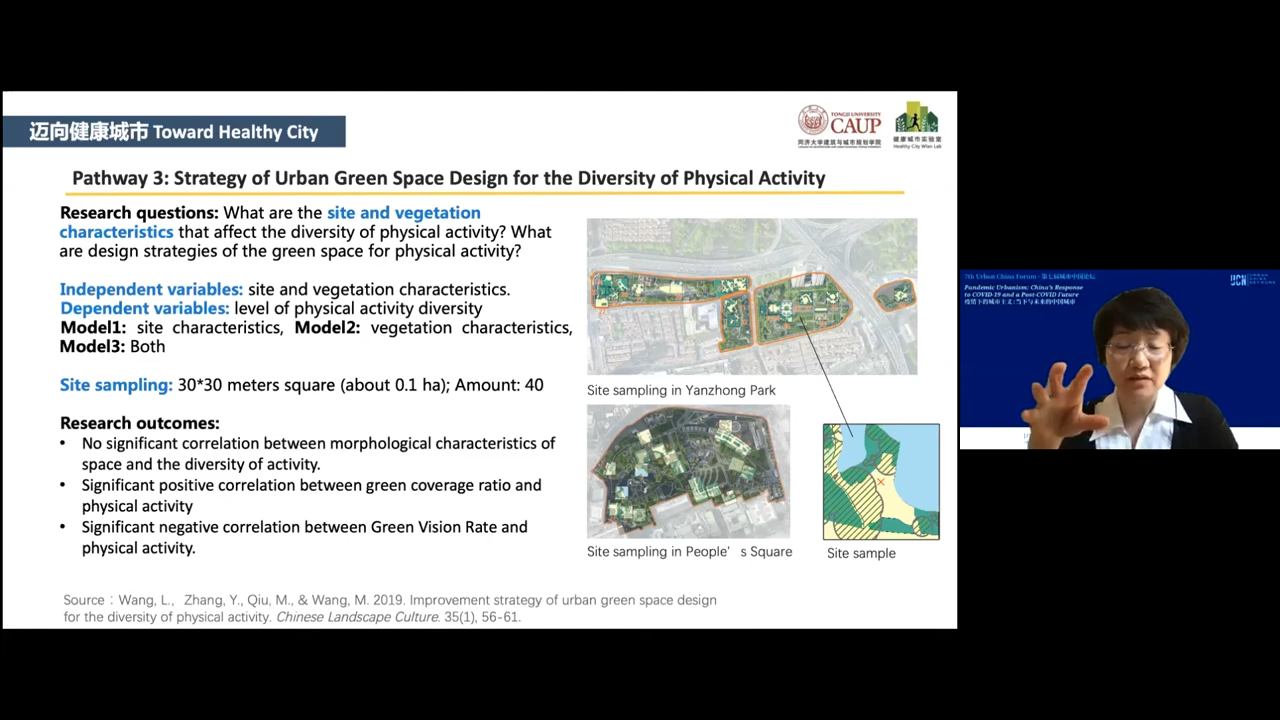 迈向健康城市 Toward Healthy City
TONGJI UNIVERSITY
CAUP
同济大学建筑与城市规划学院
健康城市实验室
Healthy City Wlan Lab
Pathway 3: Strategy of Urban Green Space Design for the Diversity of Physical Activity
Research questions: What are the site and vegetation
characteristics that affect the diversity of physical activity? What
are design strategies of the green space for physical activity?
Independent variables: site and vegetation characteristics.
Dependent variables: level of physical activity diversity
Model1: site characteristics, Model2: vegetation characteristics,
Model3: Both
Site sampling: 30*30 meters square (about 0.1 ha); Amount: 40
Research outcomes:
• No significant correlation between morphological characteristics of
space and the diversity of activity.
• Significant positive correlation between green coverage ratio and
physical activity
• Significant negative correlation between Green Vision Rate and
physical activity.
Site sampling in Yanzhong Park
Site sampling in People's Square
Site sample
Source：Wang, L.， Zhang, Y., Qiu, M., & Wang, M. 2019. Improvement strategy of urban green space design
for the diversity of physical activity. Chinese Landscape Culture. 35(1), 56-61.
7th Urban China Forum · 第七届城市中国论坛
Pandemic Urbanism: China's Response
to COVID-19 and a Post-COVID Future
疫情下的城市主义: 当下与未来的中国城市
UCN URBAN CHINA NETWORK